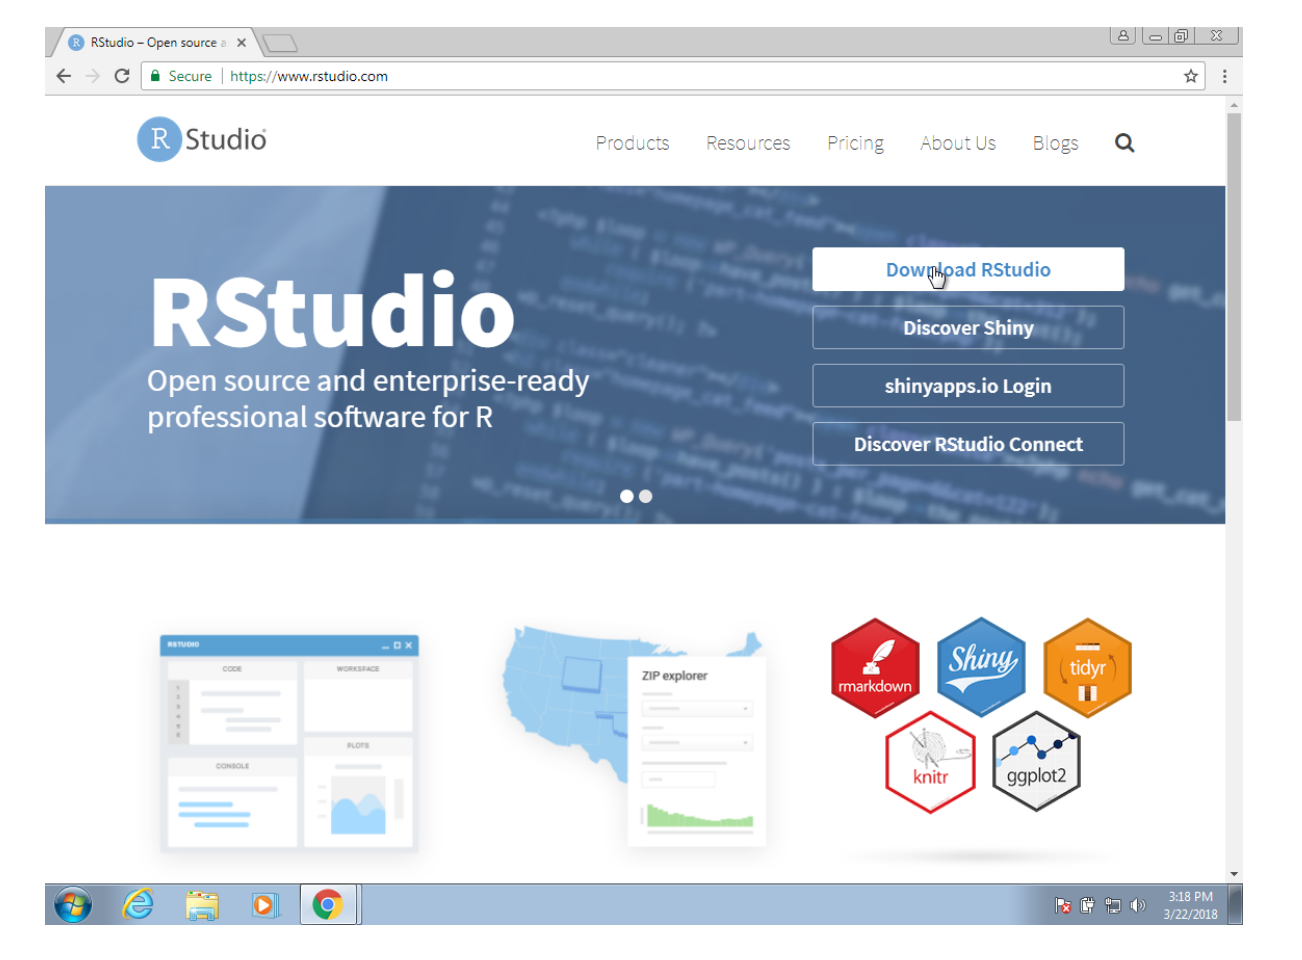 RStudio – Open source a
Secure | https://www.rstudio.com
R Studio
Products Resources Pricing About Us Blogs
Download RStudio
RStudio
Discover Shiny
Open source and enterprise-ready
professional software for R
shinyapps.io Login
Discover RStudio Connect
RSTUDIO
CODE
WORKSPACE
PLOTS
CONSOLE
ZIP explorer
rmarkdown
Shiny
tidyr
knitr
ggplot2
3:18 PM
3/22/2018